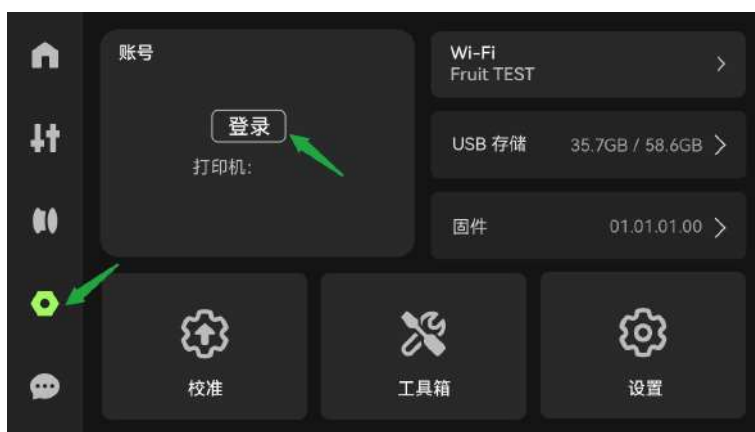 账号
登录
打印机:
Wi-Fi
Fruit TEST
USB 存储 35.7GB / 58.6GB
固件 01.01.01.00
校准
工具箱
设置